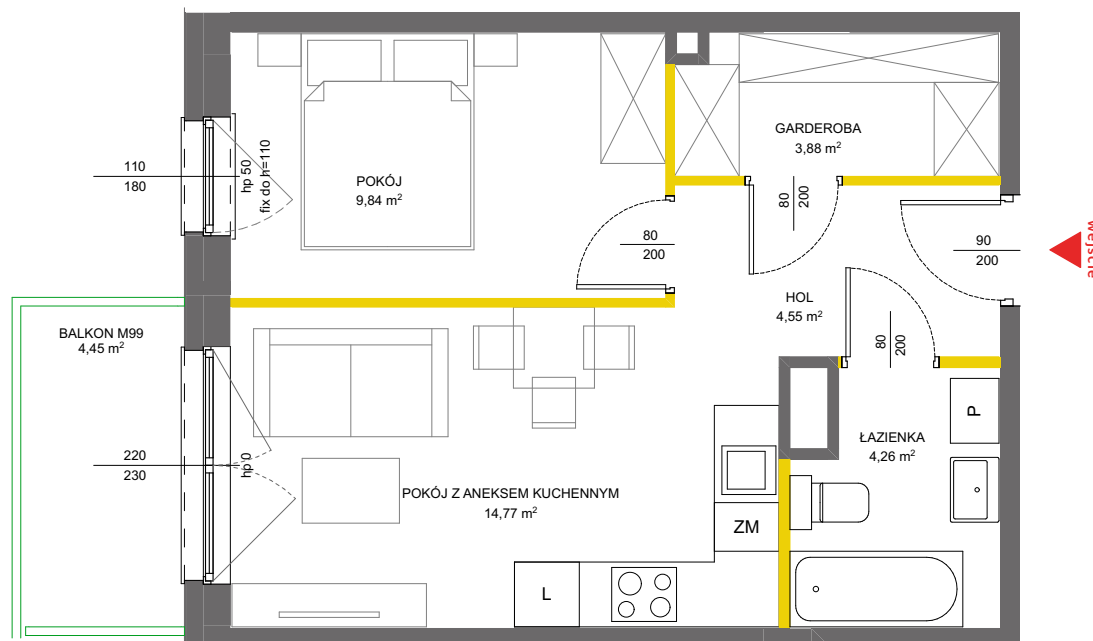 GARDEROBA
3,88 m²
POKÓJ
9,84 m²
110
180
hp 50
fix do h=110
80
200
80
200
90
200
wejście
HOL
4,55 m²
80
200
BALKON M99
4,45 m²
220
230
hp 0
POKÓJ Z ANEKSEM KUCHENNYM
14,77 m²
ŁAZIENKA
4,26 m²
P
ZM
L